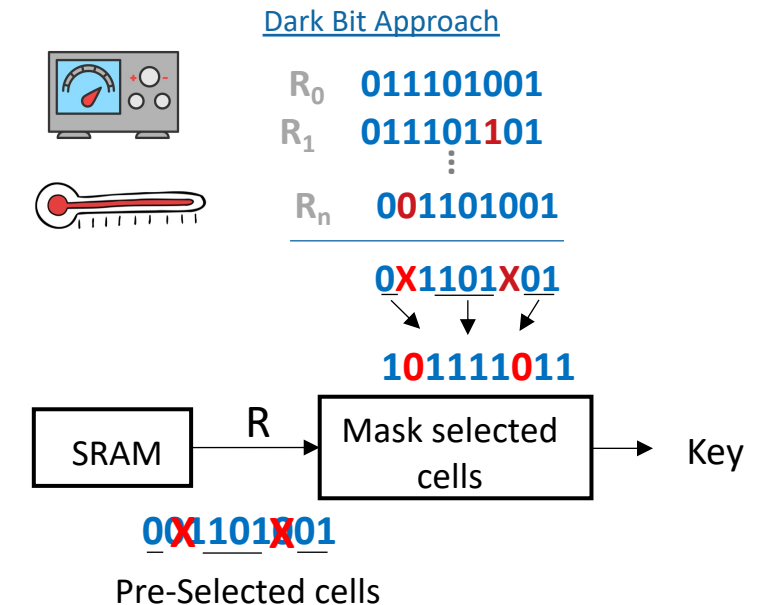 Dark Bit Approach
+ -
R0 011101001
R1 011101101
⋮
Rn 001101001
0X1101X01
101111011
SRAM
R
Mask selected
cells
Key
001101001
X X
Pre-Selected cells